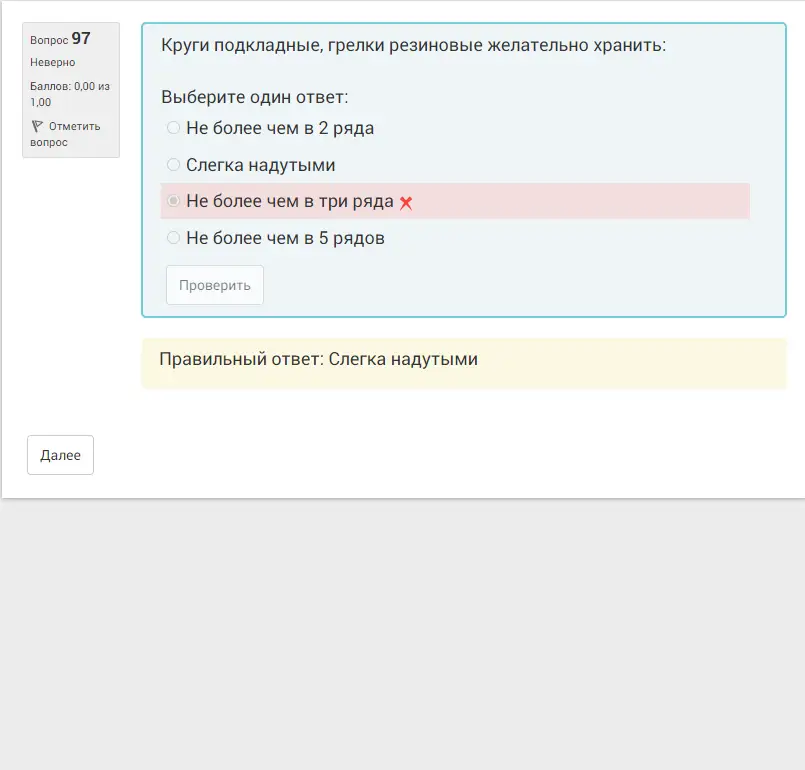 Вопрос 97
Неверно
Баллов: 0,00 из
1,00
Отметить
вопрос
Круги подкладные, грелки резиновые желательно хранить:
Выберите один ответ:
Не более чем в 2 ряда
Слегка надутыми
Не более чем в три ряда
Не более чем в 5 рядов
Проверить
Правильный ответ: Слегка надутыми
Далее